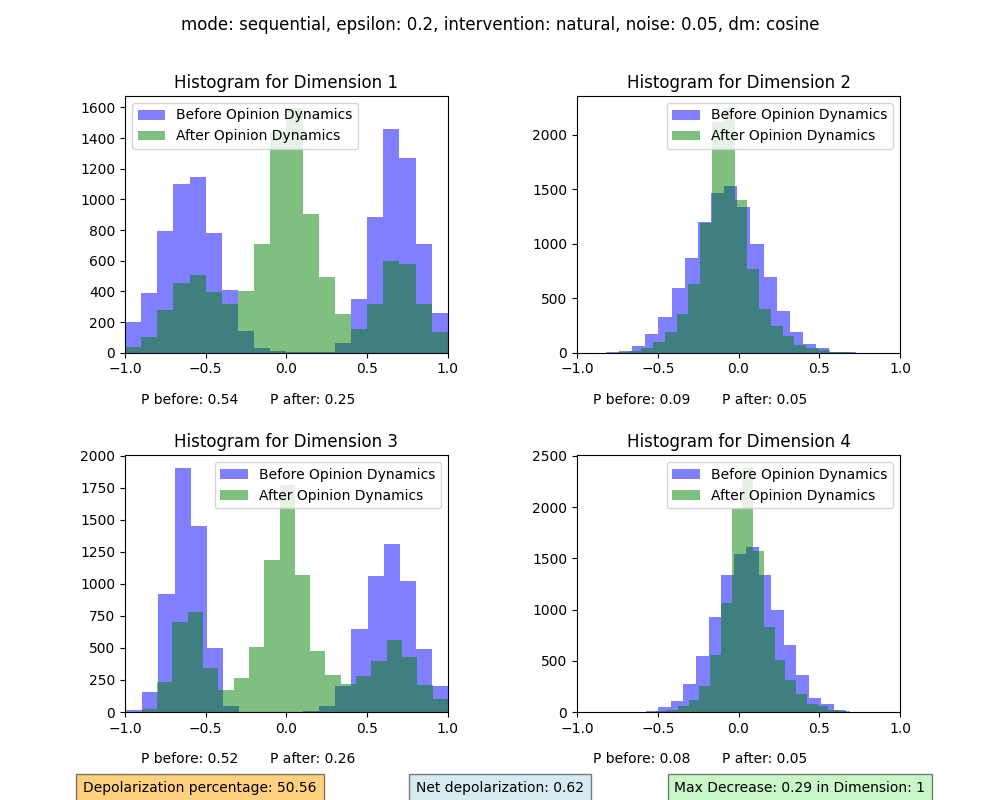 mode: sequential, epsilon: 0.2, intervention: natural, noise: 0.05, dm: cosine
Histogram for Dimension 1
Before Opinion Dynamics
After Opinion Dynamics
1600
1400
1200
1000
800
600
400
200
0
−1.0 −0.5 0.0 0.5 1.0
P before: 0.54 P after: 0.25
Histogram for Dimension 2
Before Opinion Dynamics
After Opinion Dynamics
2000
1500
1000
500
0
−1.0 −0.5 0.0 0.5 1.0
P before: 0.09 P after: 0.05
Histogram for Dimension 3
Before Opinion Dynamics
After Opinion Dynamics
2000
1750
1500
1250
1000
750
500
250
0
−1.0 −0.5 0.0 0.5 1.0
P before: 0.52 P after: 0.26
Histogram for Dimension 4
Before Opinion Dynamics
After Opinion Dynamics
2500
2000
1500
1000
500
0
−1.0 −0.5 0.0 0.5 1.0
P before: 0.08 P after: 0.05
Depolarization percentage: 50.56
Net depolarization: 0.62
Max Decrease: 0.29 in Dimension: 1